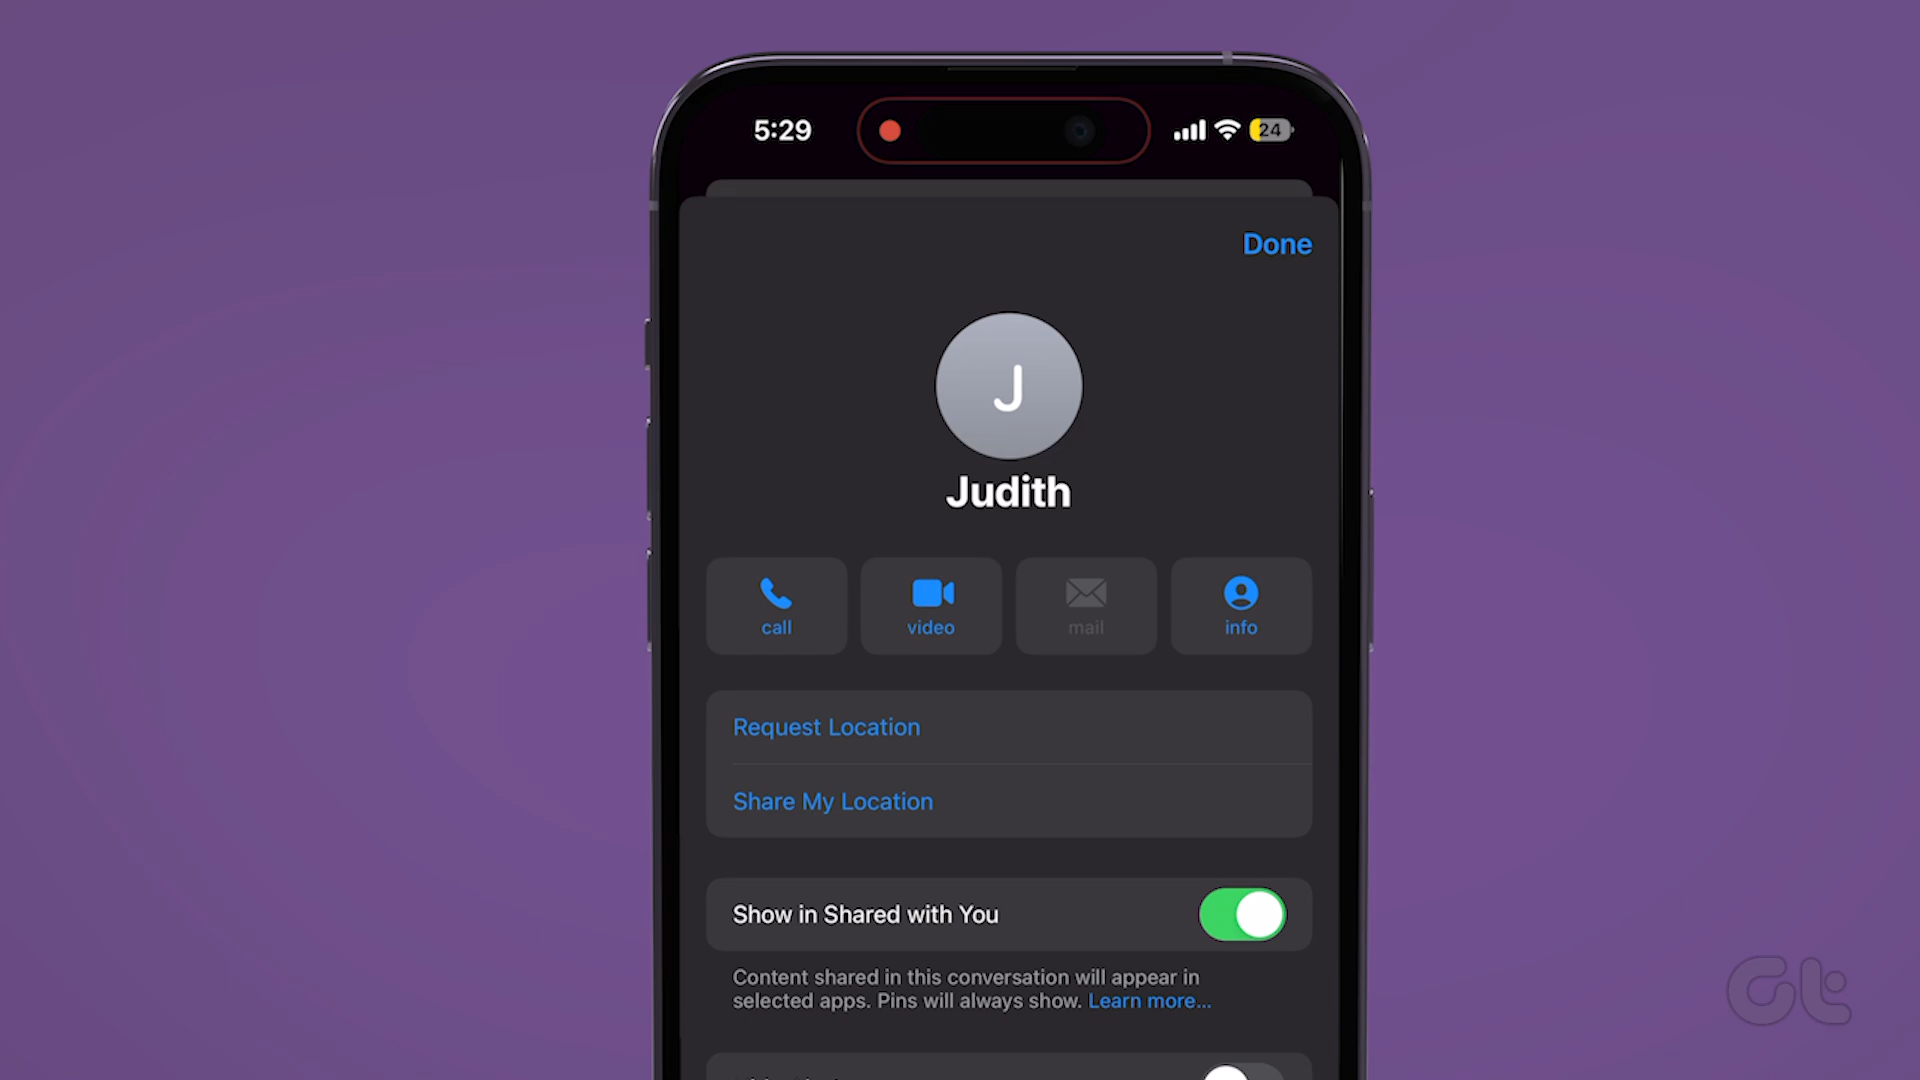 5:29
24
Done
J
Judith
call
video
mail
info
Request Location
Share My Location
Show in Shared with You
Content shared in this conversation will appear in
selected apps. Pins will always show. Learn more...
Gt